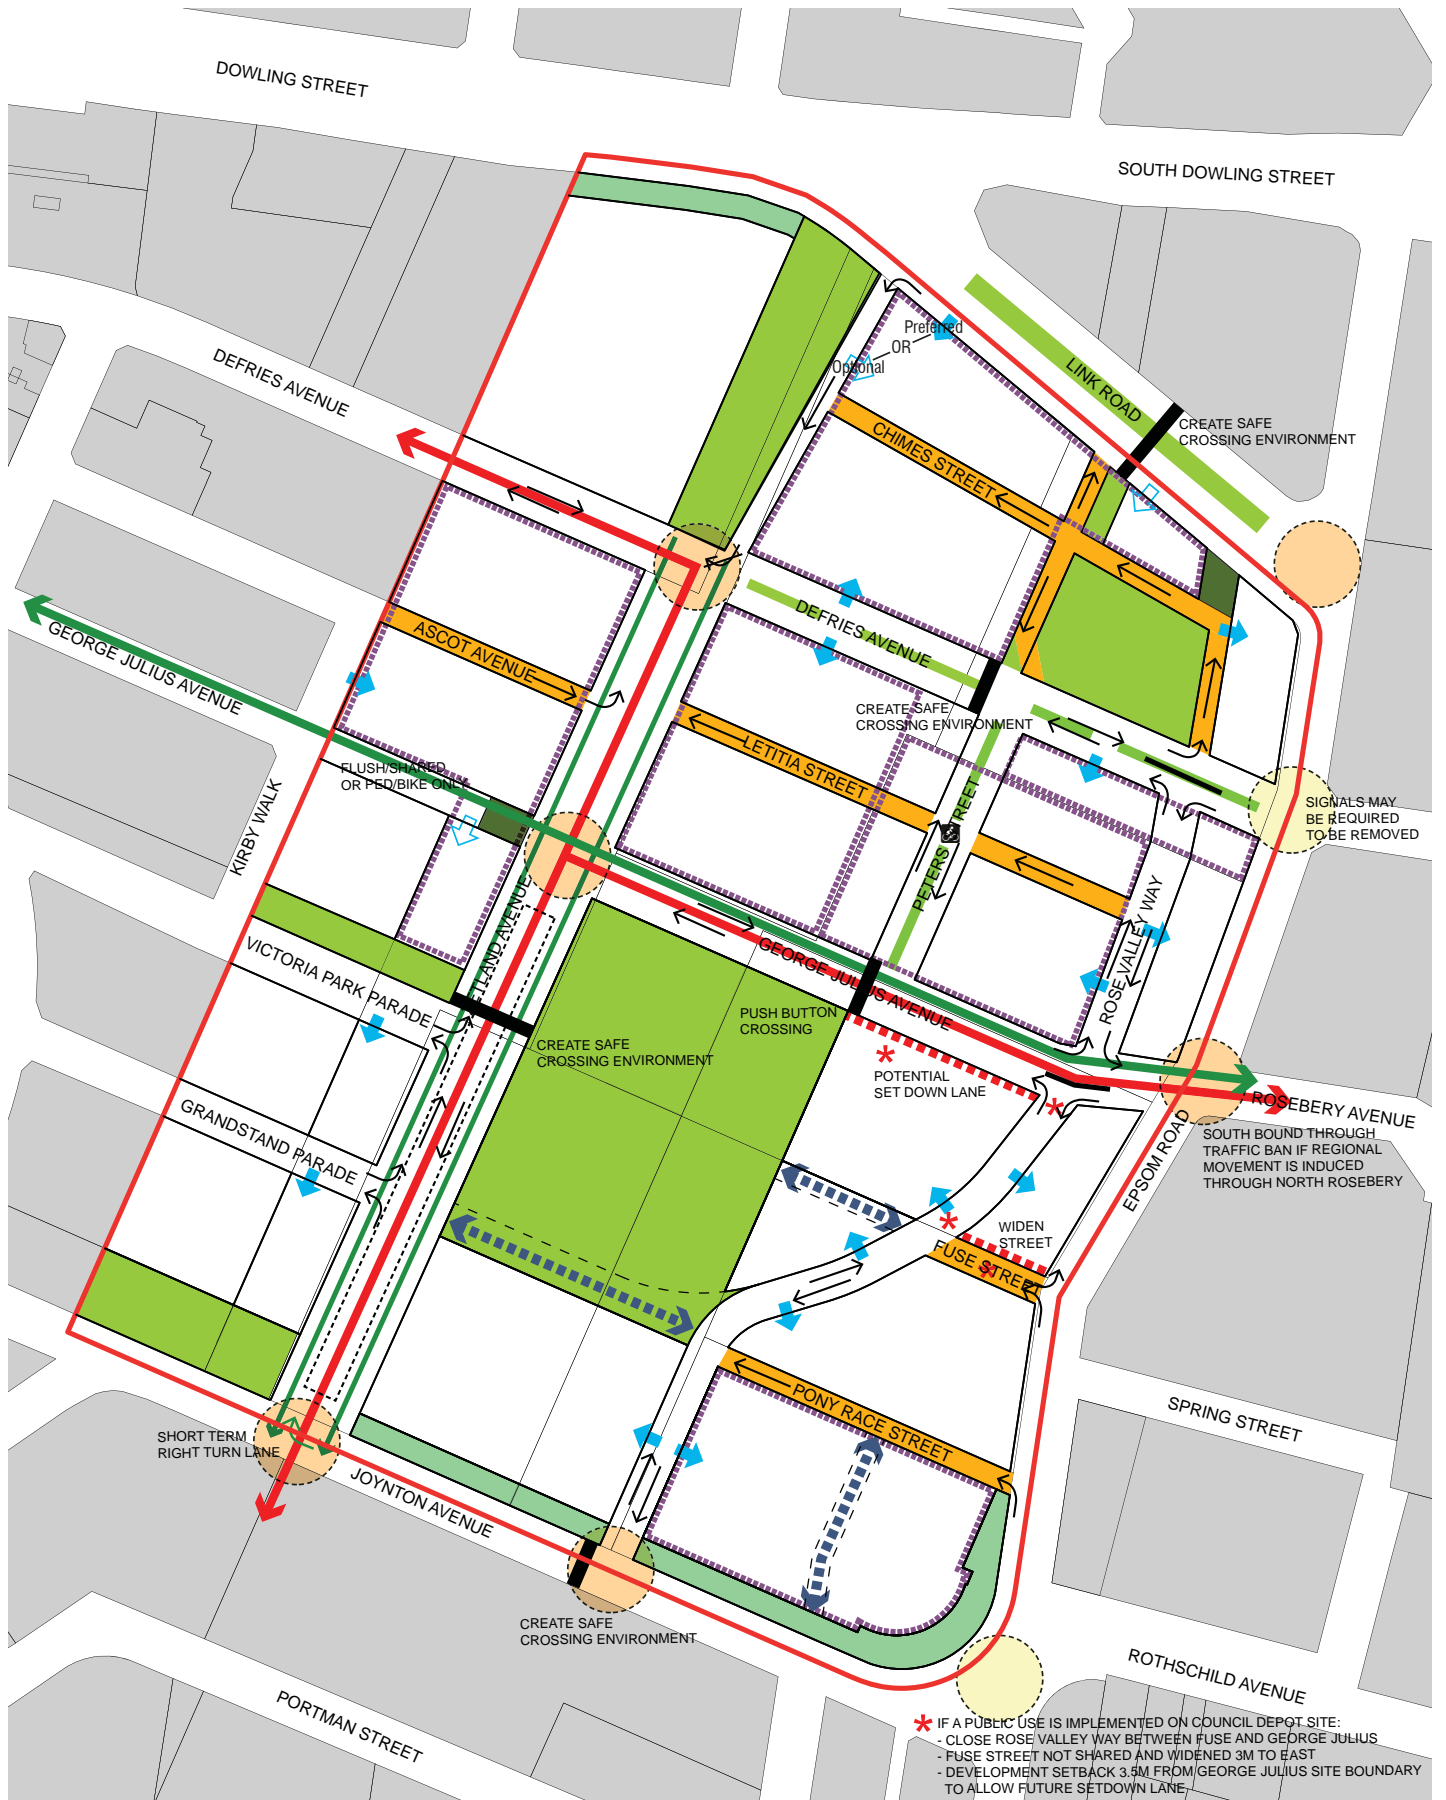 DOWLING STREET
SOUTH DOWLING STREET
Preferred
OR
Optional
DEFRIES AVENUE
LINK ROAD
CREATE SAFE
CROSSING ENVIRONMENT
CHIMES STREET
GEORGE JULIUS AVENUE
ASCOT AVENUE
DEFRIES AVENUE
CREATE SAFE
CROSSING ENVIRONMENT
LETITIA STREET
FLUSH/SHARED
OR PED/BIKE ONLY
KIRBY WALK
PETERS STREET
SIGNALS MAY
BE REQUIRED
TO BE REMOVED
ROSE VALLEY WAY
VICTORIA PARK PARADE
GEORGE JULIUS AVENUE
PUSH BUTTON
CROSSING
CREATE SAFE
CROSSING ENVIRONMENT
POTENTIAL
SET DOWN LANE
*
*
ROSEBERY AVENUE
GRANDSTAND PARADE
EPSOM ROAD
SOUTH BOUND THROUGH
TRAFFIC BAN IF REGIONAL
MOVEMENT IS INDUCED
THROUGH NORTH ROSEBERY
*
WIDEN
STREET
FUSE STREET
*
PONY RACE STREET
SPRING STREET
SHORT TERM
RIGHT TURN LANE
JOYNTON AVENUE
CREATE SAFE
CROSSING ENVIRONMENT
ROTHSCHILD AVENUE
PORTMAN STREET
* IF A PUBLIC USE IS IMPLEMENTED ON COUNCIL DEPOT SITE:
- CLOSE ROSE VALLEY WAY BETWEEN FUSE AND GEORGE JULIUS
- FUSE STREET NOT SHARED AND WIDENED 3M TO EAST
- DEVELOPMENT SETBACK 3.5M FROM GEORGE JULIUS SITE BOUNDARY
TO ALLOW FUTURE SETDOWN LANE